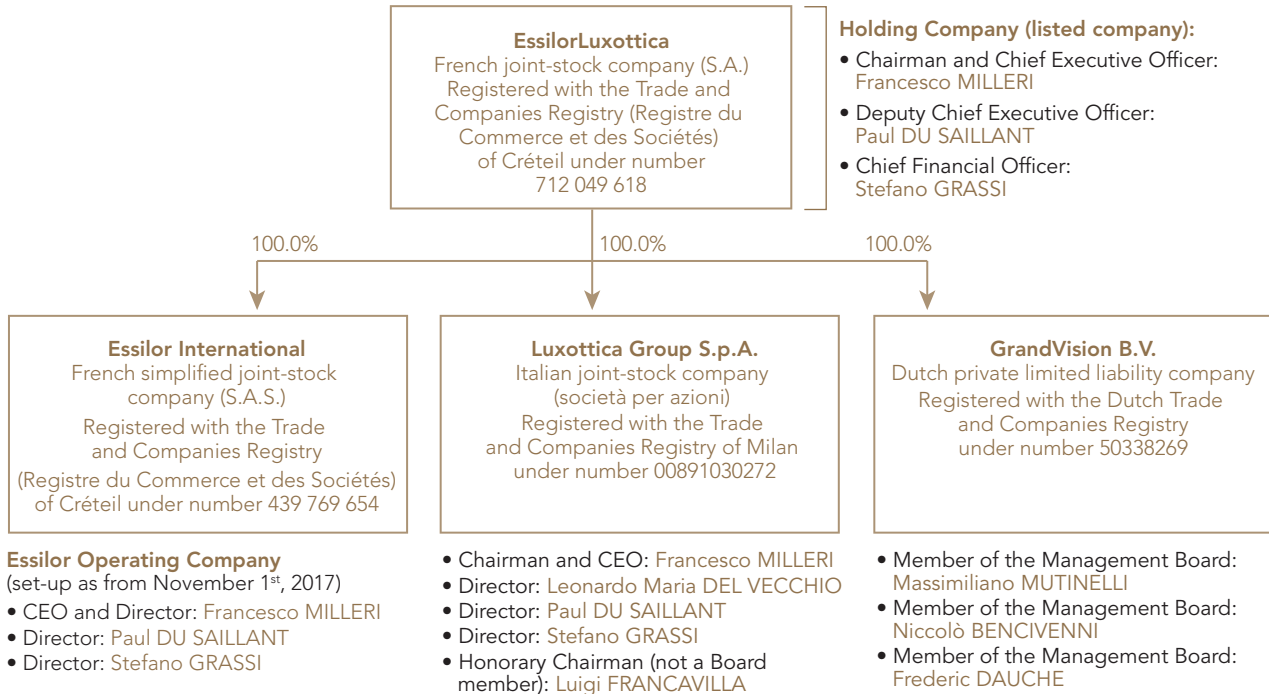 EssilorLuxottica
French joint-stock company (S.A.)
Registered with the Trade and
Companies Registry (Registre du
Commerce et des Sociétés)
of Créteil under number
712 049 618
Holding Company (listed company):
• Chairman and Chief Executive Officer:
Francesco MILLERI
• Deputy Chief Executive Officer:
Paul DU SAILLANT
• Chief Financial Officer:
Stefano GRASSI
100.0%
100.0%
100.0%
Essilor International
French simplified joint-stock
company (S.A.S.)
Registered with the Trade
and Companies Registry
(Registre du Commerce et des Sociétés)
of Créteil under number 439 769 654
Essilor Operating Company
(set-up as from November 1st, 2017)
• CEO and Director: Francesco MILLERI
• Director: Paul DU SAILLANT
• Director: Stefano GRASSI
Luxottica Group S.p.A.
Italian joint-stock company
(società per azioni)
Registered with the Trade
and Companies Registry of Milan
under number 00891030272
• Chairman and CEO: Francesco MILLERI
• Director: Leonardo Maria DEL VECCHIO
• Director: Paul DU SAILLANT
• Director: Stefano GRASSI
• Honorary Chairman (not a Board
member): Luigi FRANCAVILLA
GrandVision B.V.
Dutch private limited liability company
Registered with the Dutch Trade
and Companies Registry
under number 50338269
• Member of the Management Board:
Massimiliano MUTINELLI
• Member of the Management Board:
Niccolò BENCIVENNI
• Member of the Management Board:
Frederic DAUCHE